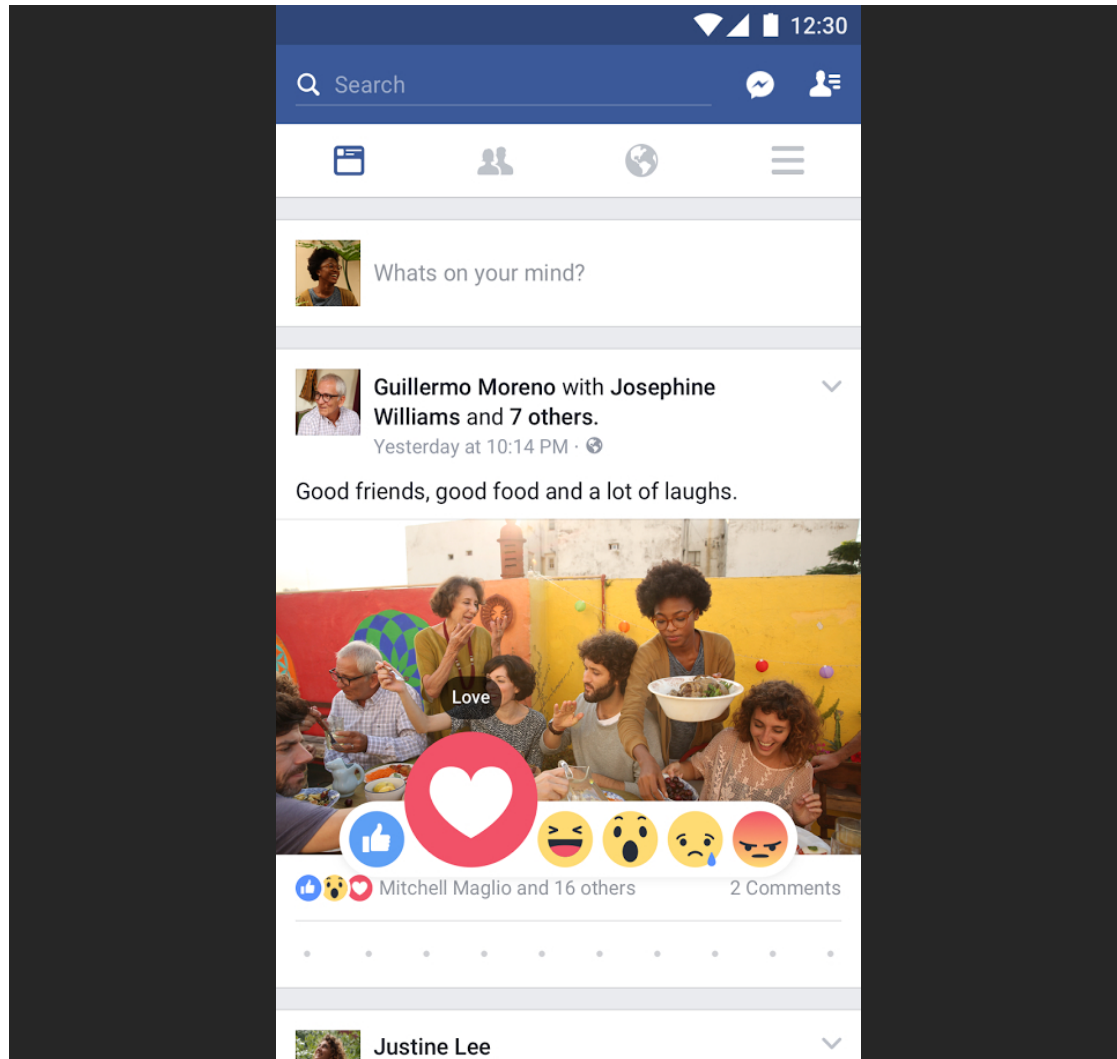 12:30
Search
Whats on your mind?
Guillermo Moreno with Josephine
Williams and 7 others.
Yesterday at 10:14 PM ·
Good friends, good food and a lot of laughs.
Love
Mitchell Maglio and 16 others 2 Comments
Justine Lee